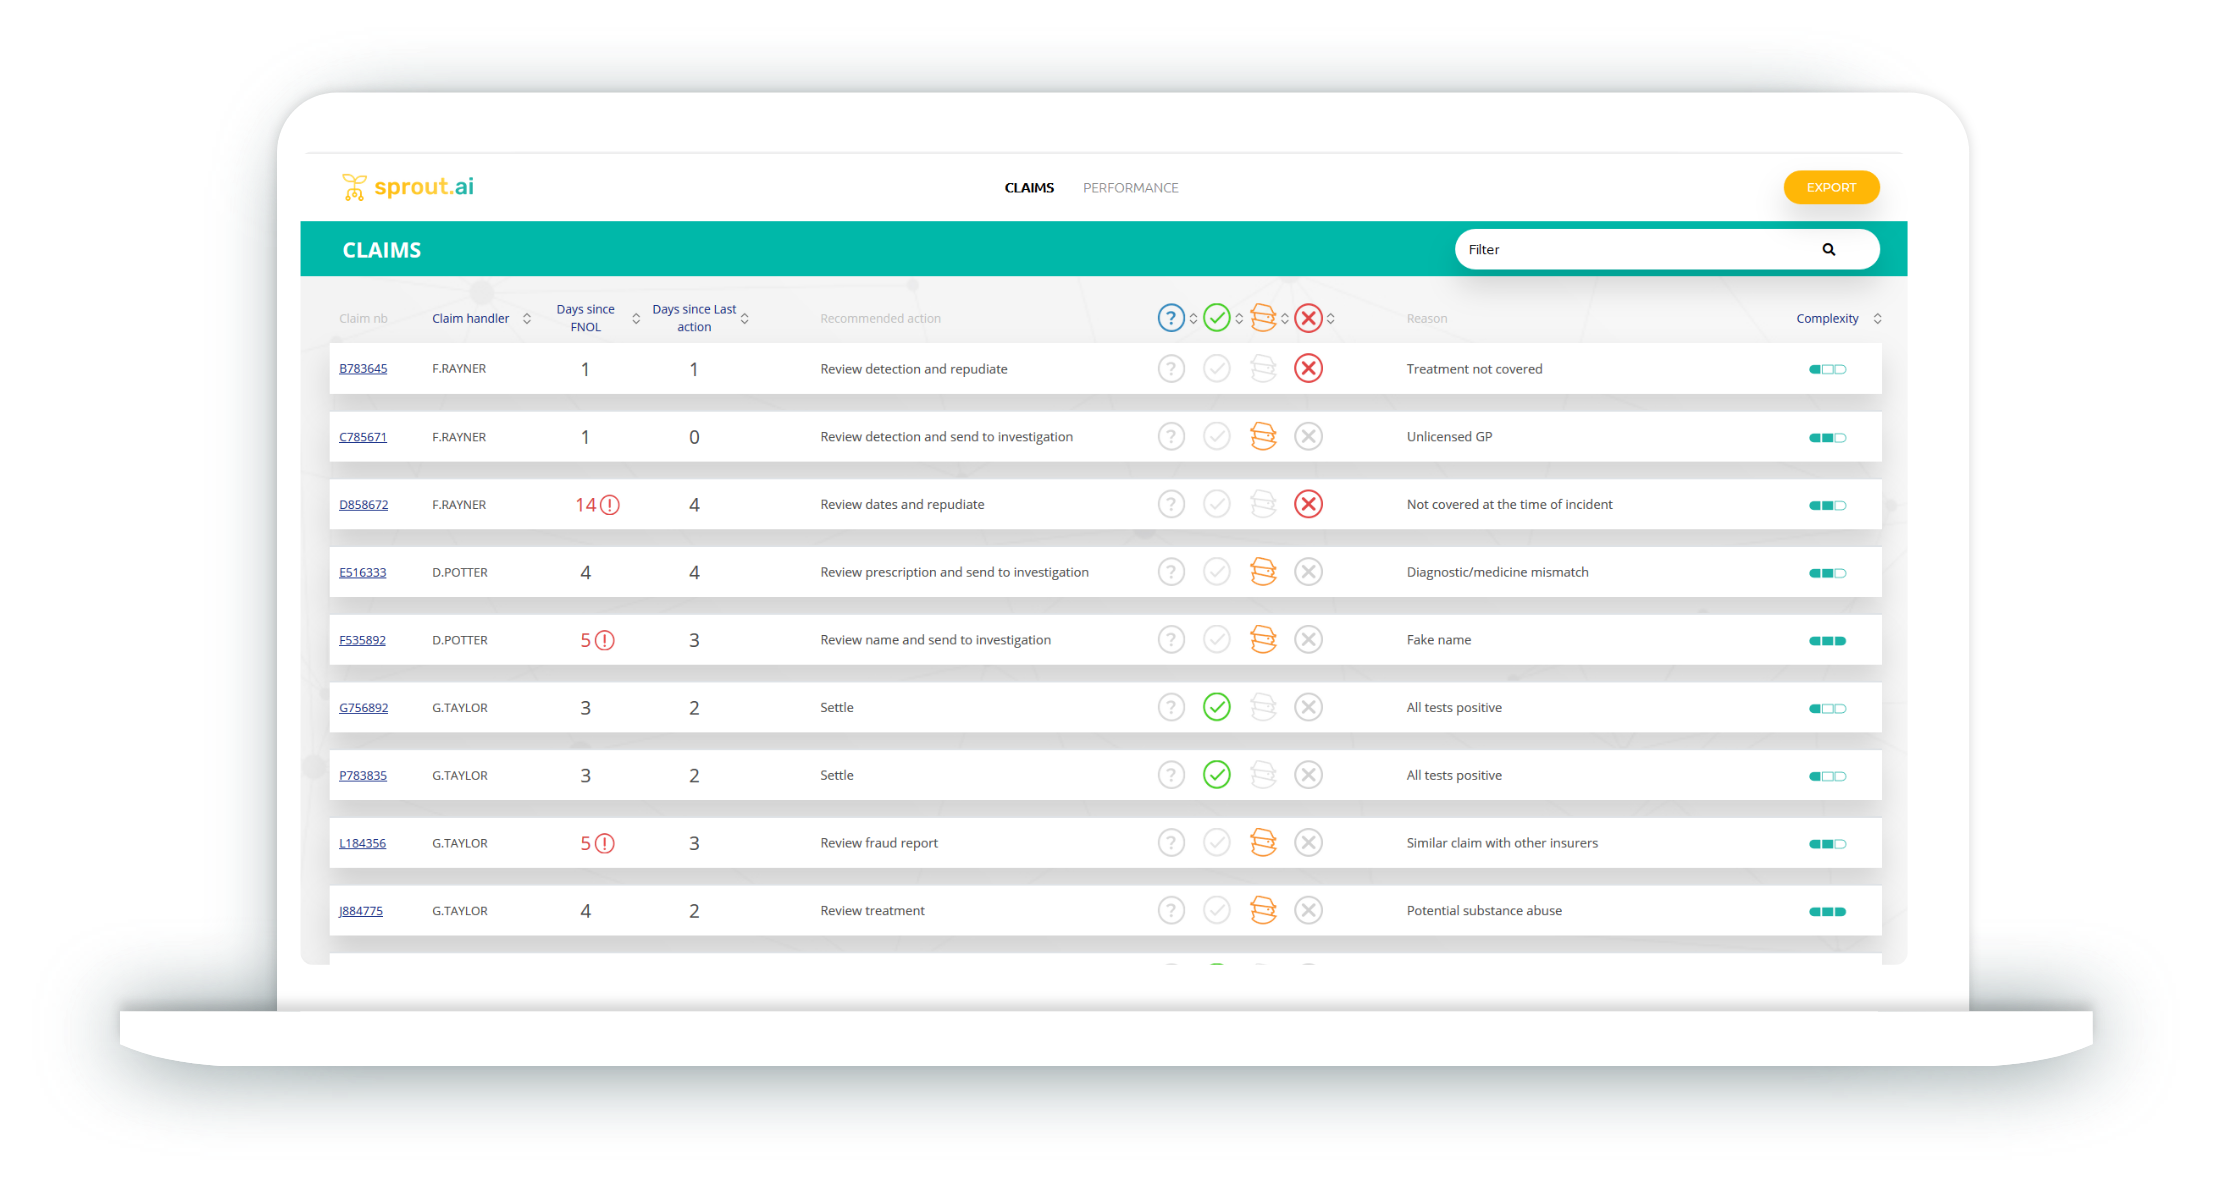 sprout.ai
CLAIMS PERFORMANCE
EXPORT
CLAIMS
Filter
Claim nb Claim handler Days since FNOL Days since Last action Recommended action ? Reason Complexity
B783645 F.RAYNER 1 1 Review detection and repudiate ? Treatment not covered
C785671 F.RAYNER 1 0 Review detection and send to investigation ? Unlicensed GP
D858672 F.RAYNER 14 ! 4 Review dates and repudiate ? Not covered at the time of incident
E516333 D.POTTER 4 4 Review prescription and send to investigation ? Diagnostic/medicine mismatch
F535892 D.POTTER 5 ! 3 Review name and send to investigation ? Fake name
G756892 G.TAYLOR 3 2 Settle ? All tests positive
P783835 G.TAYLOR 3 2 Settle ? All tests positive
L184356 G.TAYLOR 5 ! 3 Review fraud report ? Similar claim with other insurers
J884775 G.TAYLOR 4 2 Review treatment ? Potential substance abuse